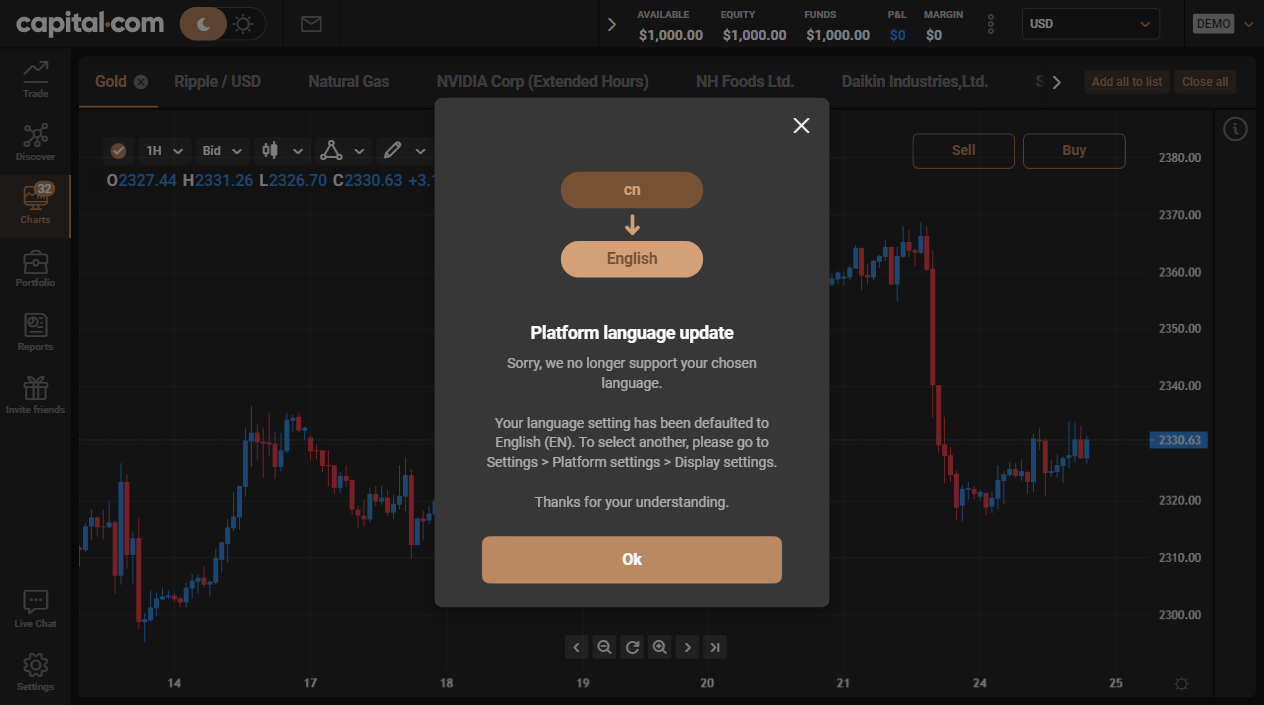 capital.com
AVAILABLE EQUITY FUNDS P&L MARGIN
$1,000.00 $1,000.00 $1,000.00 $0 $0
USD
DEMO
Trade
Discover
32
Charts
Portfolio
Reports
Invite friends
Live Chat
Settings
Gold Ripple / USD Natural Gas NVIDIA Corp (Extended Hours) NH Foods Ltd. Daikin Industries,Ltd. S
Add all to list Close all
1H Bid
O2327.44 H2331.26 L2326.70 C2330.63
Sell Buy
cn
English
Platform language update
Sorry, we no longer support your chosen
language.
Your language setting has been defaulted to
English (EN). To select another, please go to
Settings > Platform settings > Display settings.
Thanks for your understanding.
Ok
2380.00
2370.00
2360.00
2350.00
2340.00
2330.63
2320.00
2310.00
2300.00
14 17 18 19 20 21 24 25